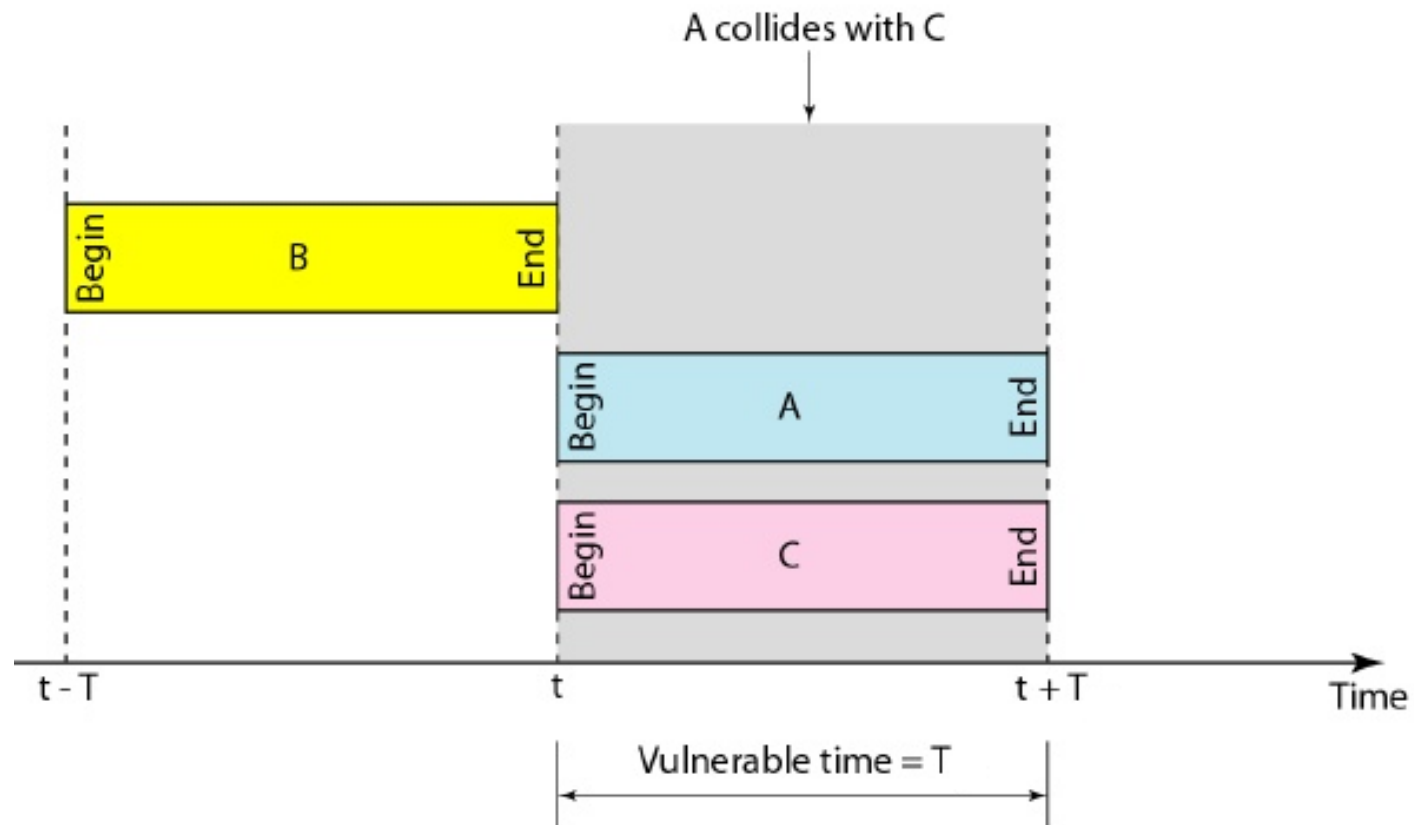 A collides with C
Begin
B
End
Begin
A
End
Begin
C
End
t - T
t
t + T
Time
Vulnerable time = T